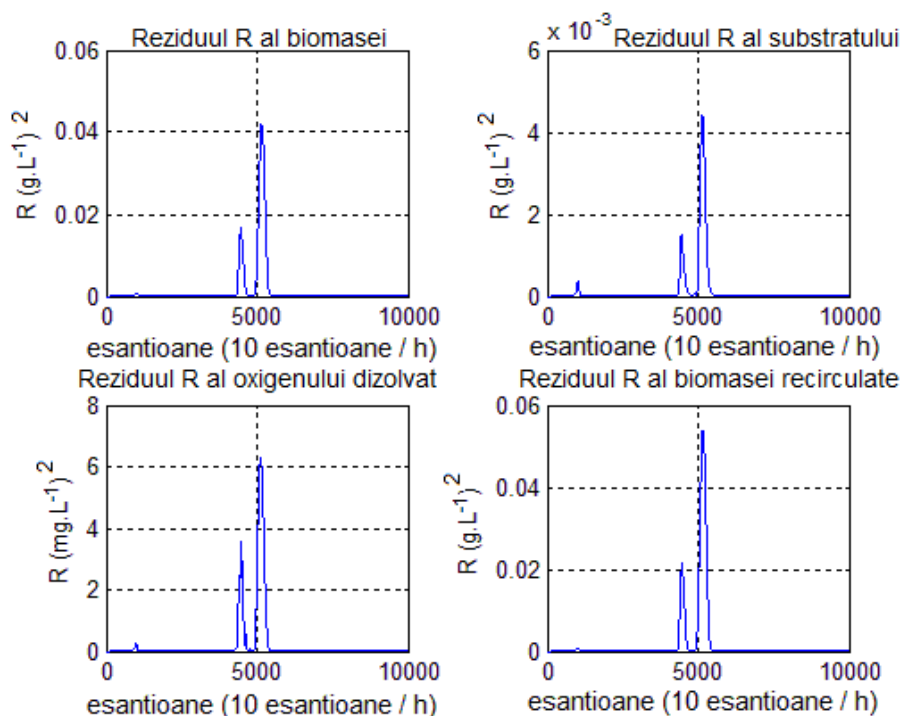 Reziduul R al biomasei
0.06
0.04
0.02
0
R (g.L-1) 2
0 5000 10000
esantioane (10 esantioane / h)
x 10-3
Reziduul R al substratului
6
4
2
0
R (g.L-1) 2
0 5000 10000
esantioane (10 esantioane / h)
Reziduul R al oxigenului dizolvat
8
6
4
2
0
R (mg.L-1) 2
0 5000 10000
esantioane (10 esantioane / h)
Reziduul R al biomasei recirculate
0.06
0.04
0.02
0
R (g.L-1)2
0 5000 10000
esantioane (10 esantioane / h)